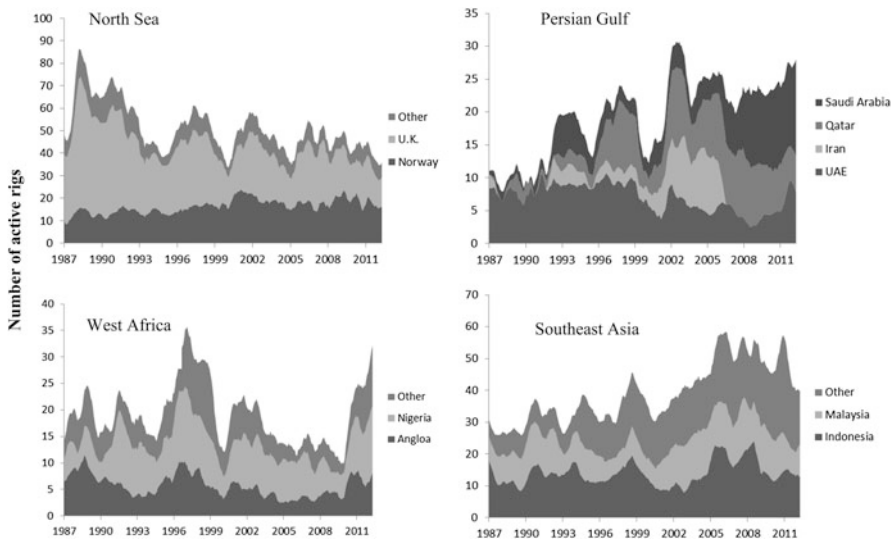 Number of active rigs
North Sea
100
90
80
70
60
50
40
30
20
10
0
Other
U.K.
Norway
1987 1990 1993 1996 1999 2002 2005 2008 2011
Persian Gulf
35
30
25
20
15
10
5
0
Saudi Arabia
Qatar
Iran
UAE
1987 1990 1993 1996 1999 2002 2005 2008 2011
West Africa
40
35
30
25
20
15
10
5
0
Other
Nigeria
Angloa
1987 1990 1993 1996 1999 2002 2005 2008 2011
Southeast Asia
70
60
50
40
30
20
10
0
Other
Malaysia
Indonesia
1987 1990 1993 1996 1999 2002 2005 2008 2011